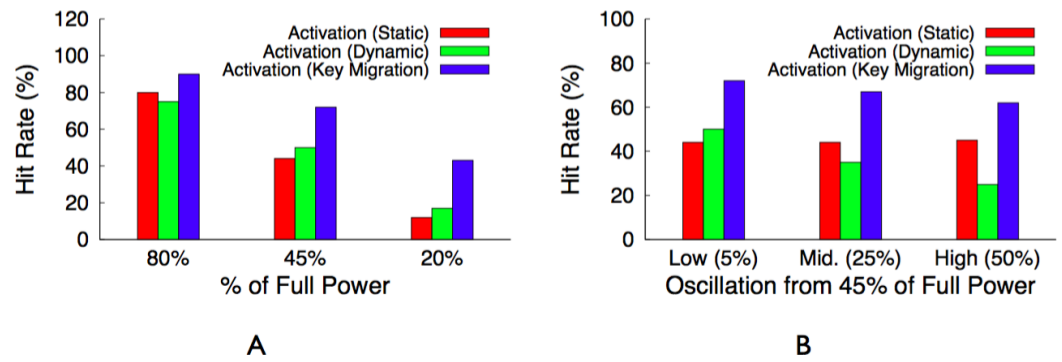 120
100
80
60
40
20
0
Hit Rate (%)
Activation (Static)
Activation (Dynamic)
Activation (Key Migration)
80%
45%
20%
% of Full Power
A
100
80
60
40
20
0
Hit Rate (%)
Activation (Static)
Activation (Dynamic)
Activation (Key Migration)
Low (5%)
Mid. (25%)
High (50%)
Oscillation from 45% of Full Power
B